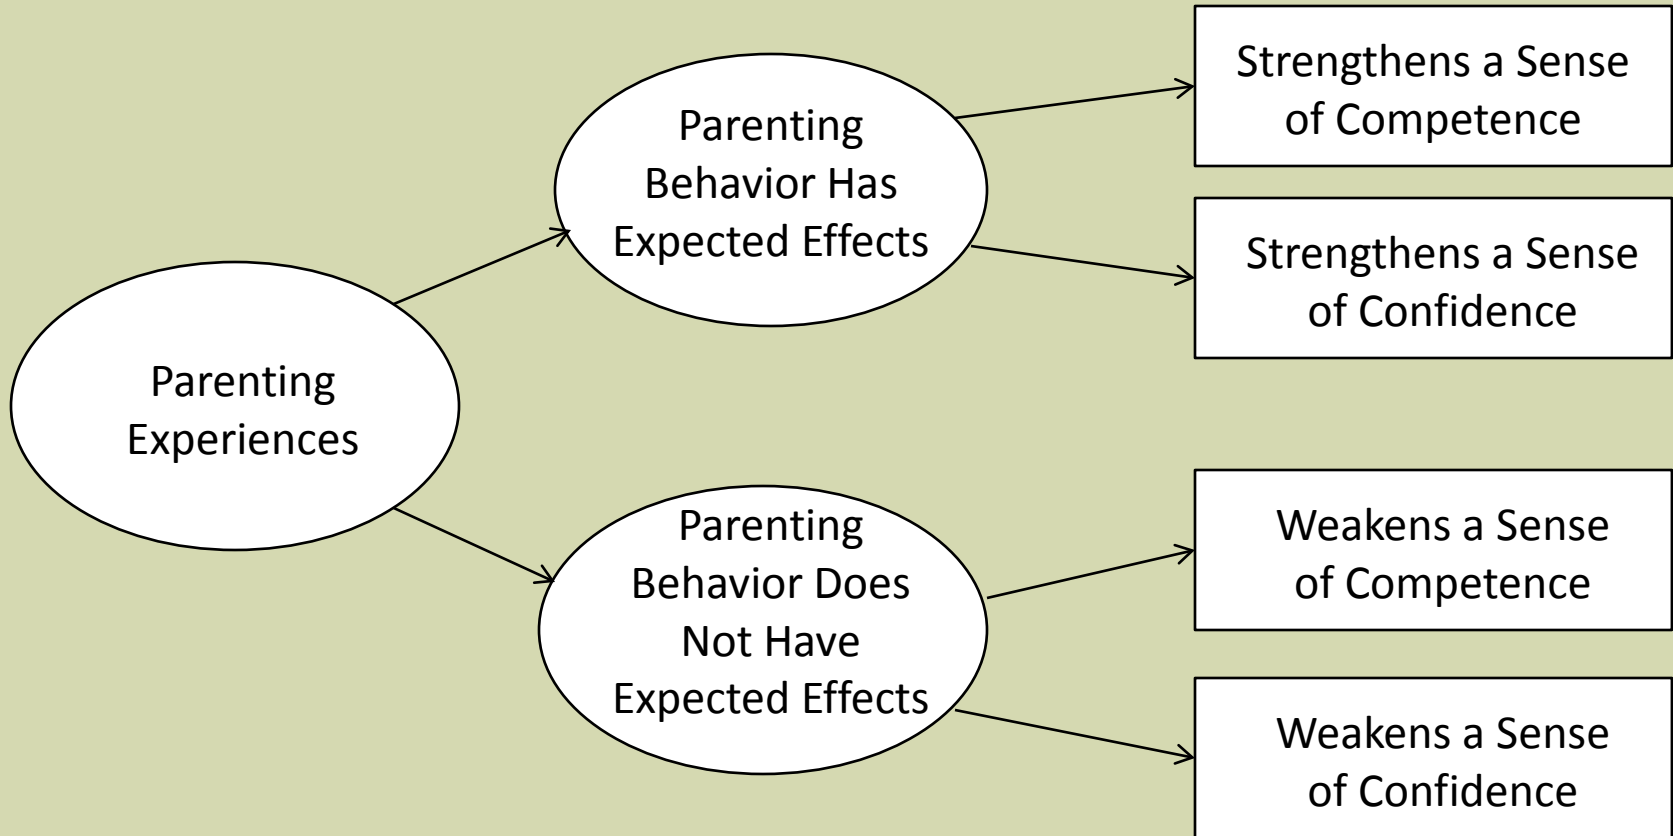 Parenting
Experiences
Parenting
Behavior Has
Expected Effects
Strengthens a Sense
of Competence
Strengthens a Sense
of Confidence
Parenting
Behavior Does
Not Have
Expected Effects
Weakens a Sense
of Competence
Weakens a Sense
of Confidence